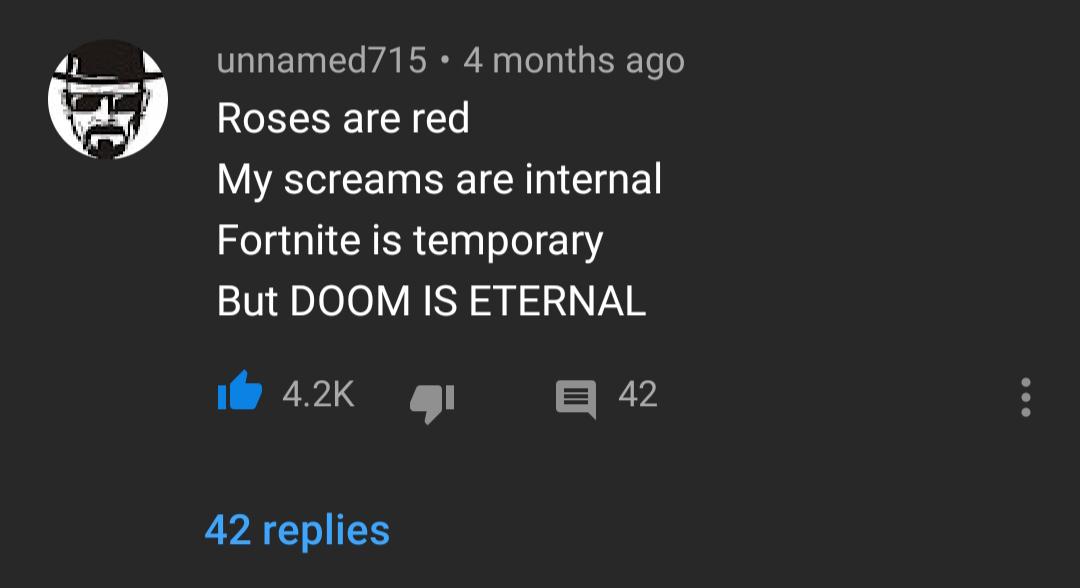 unnamed715 • 4 months ago
Roses are red
My screams are internal
Fortnite is temporary
But DOOM IS ETERNAL
4.2K 42
42 replies